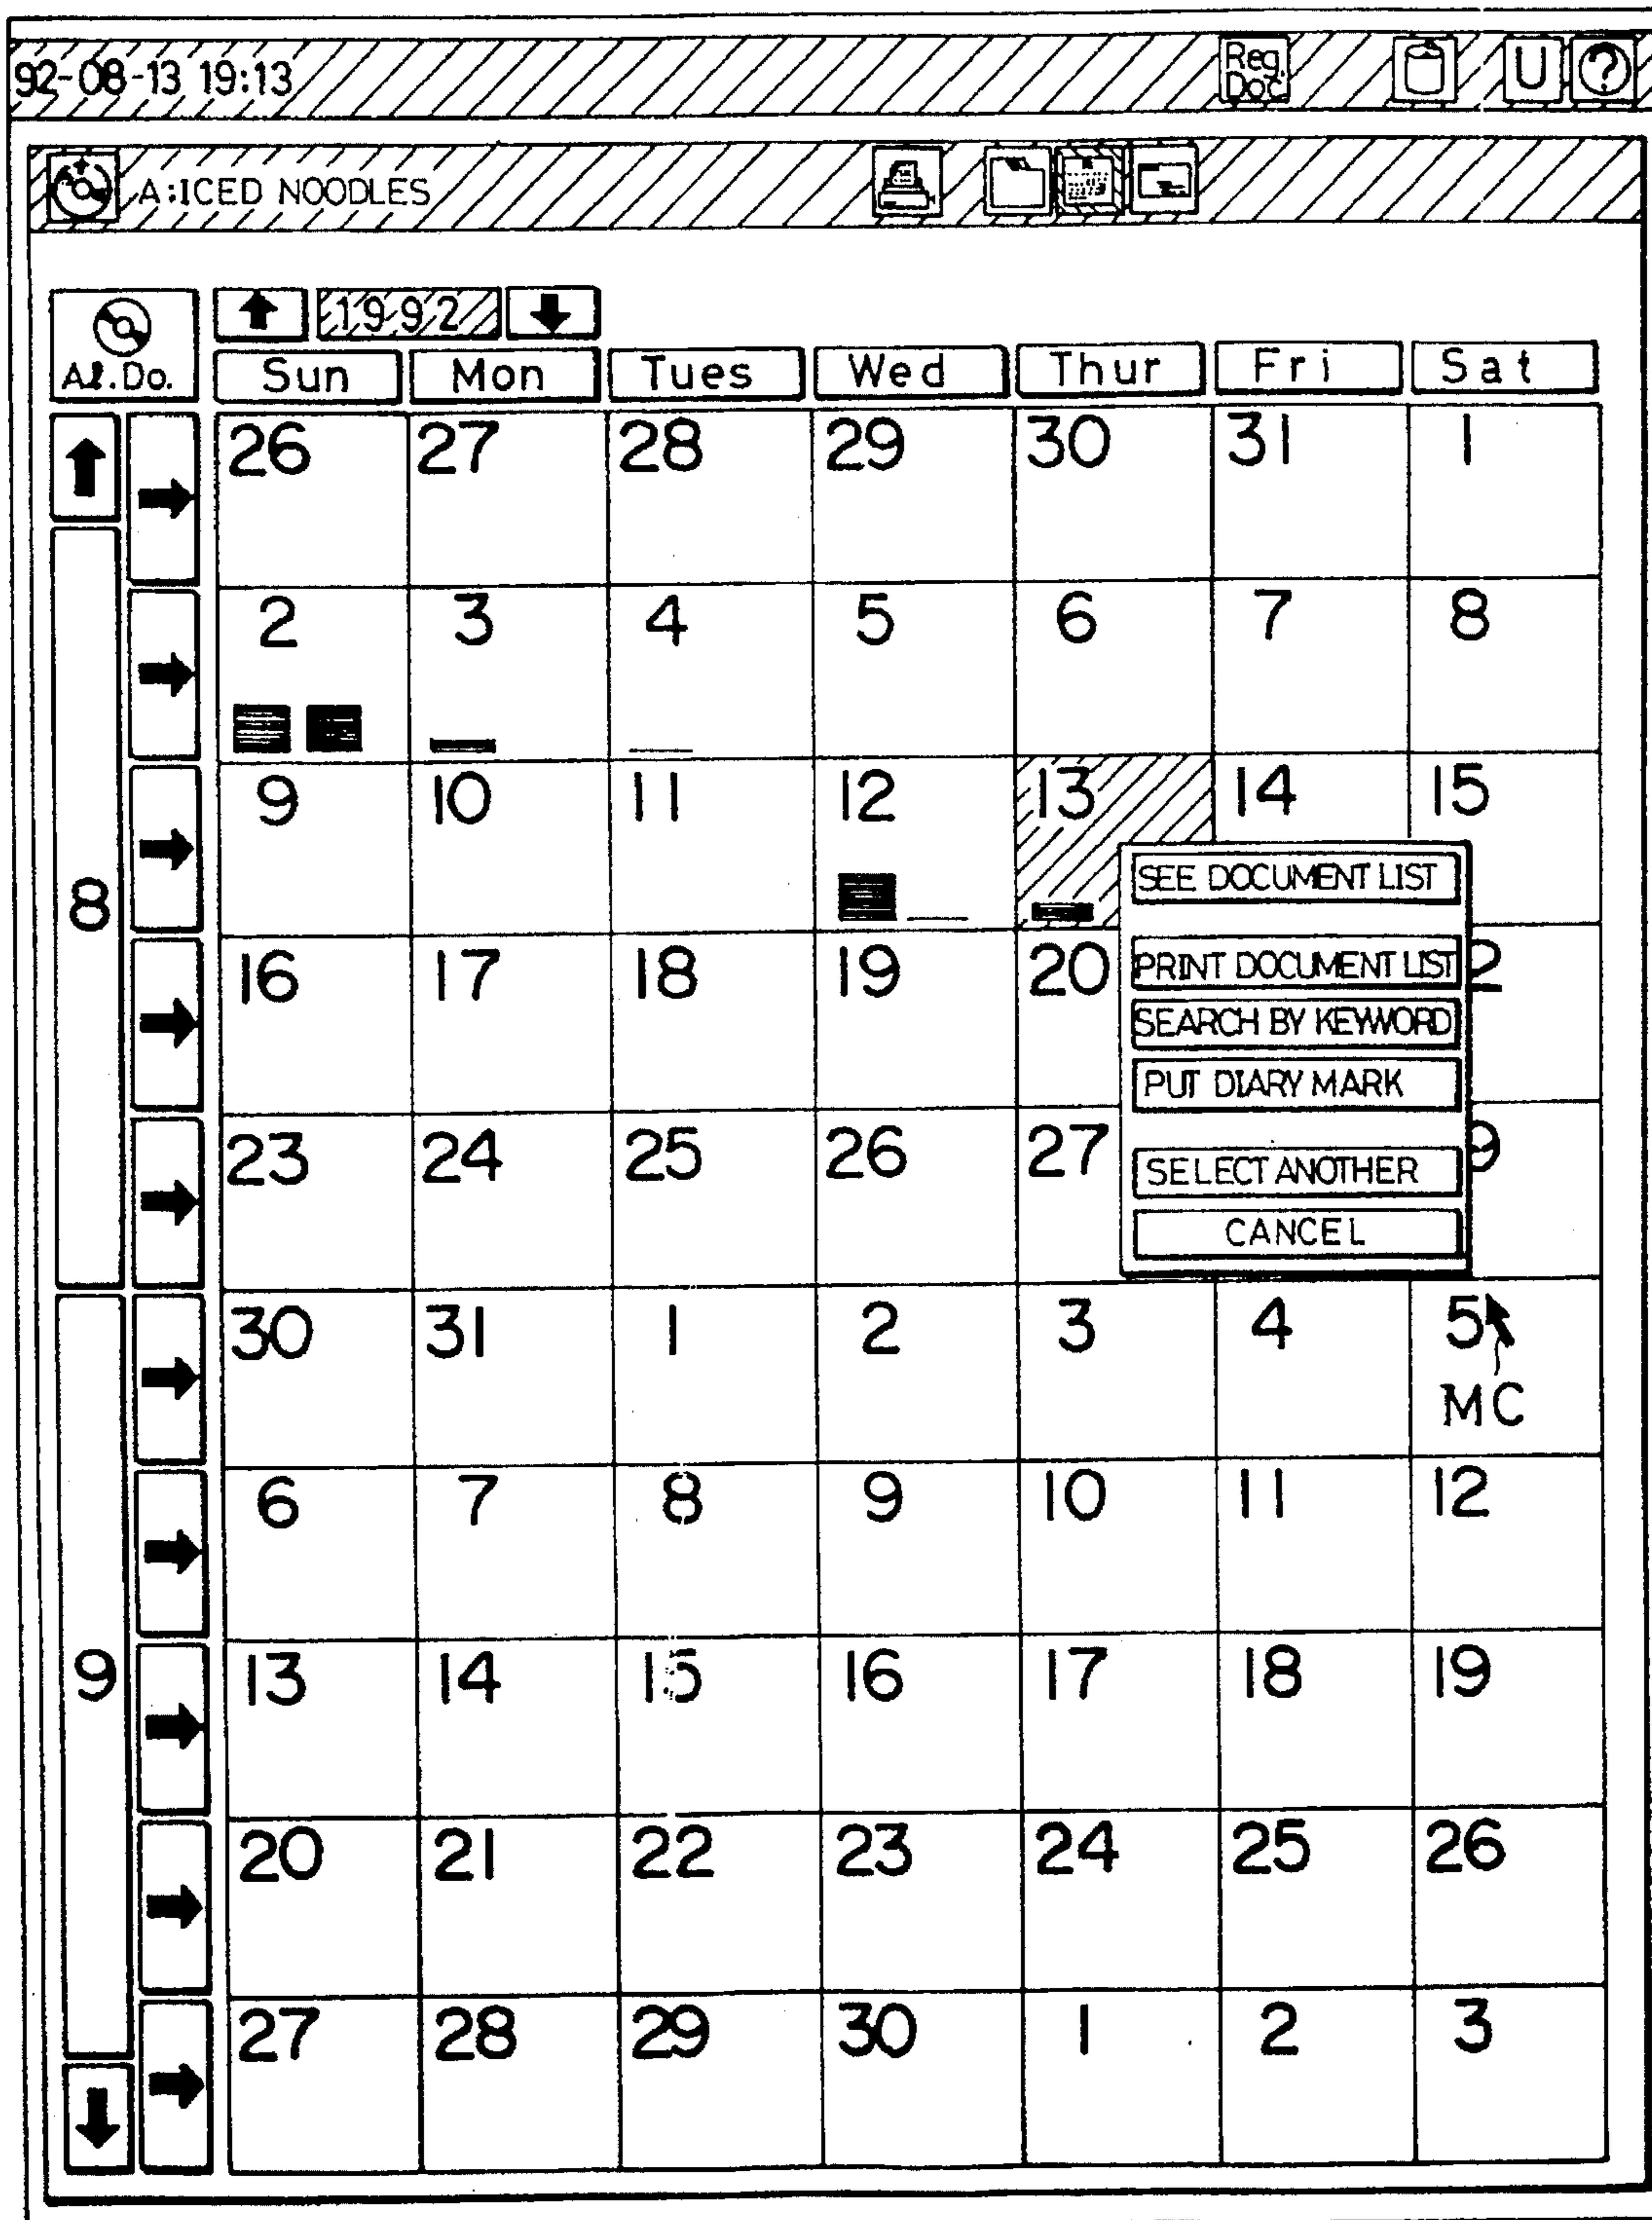 92-08-13 19:13 Reg. Doc U ?
A:ICED NOODLES
Al.Do. 1992
Sun Mon Tues Wed Thur Fri Sat
26 27 28 29 30 31 1
2 3 4 5 6 7 8
9 10 11 12 13 14 15
8
SEE DOCUMENT LIST
16 17 18 19 20
PRINT DOCUMENT LIST
SEARCH BY KEYWORD
PUT DIARY MARK
23 24 25 26 27
SELECT ANOTHER
CANCEL
30 31 1 2 3 4 5
MC
6 7 8 9 10 11 12
13 14 15 16 17 18 19
9
20 21 22 23 24 25 26
27 28 29 30 1 2 3